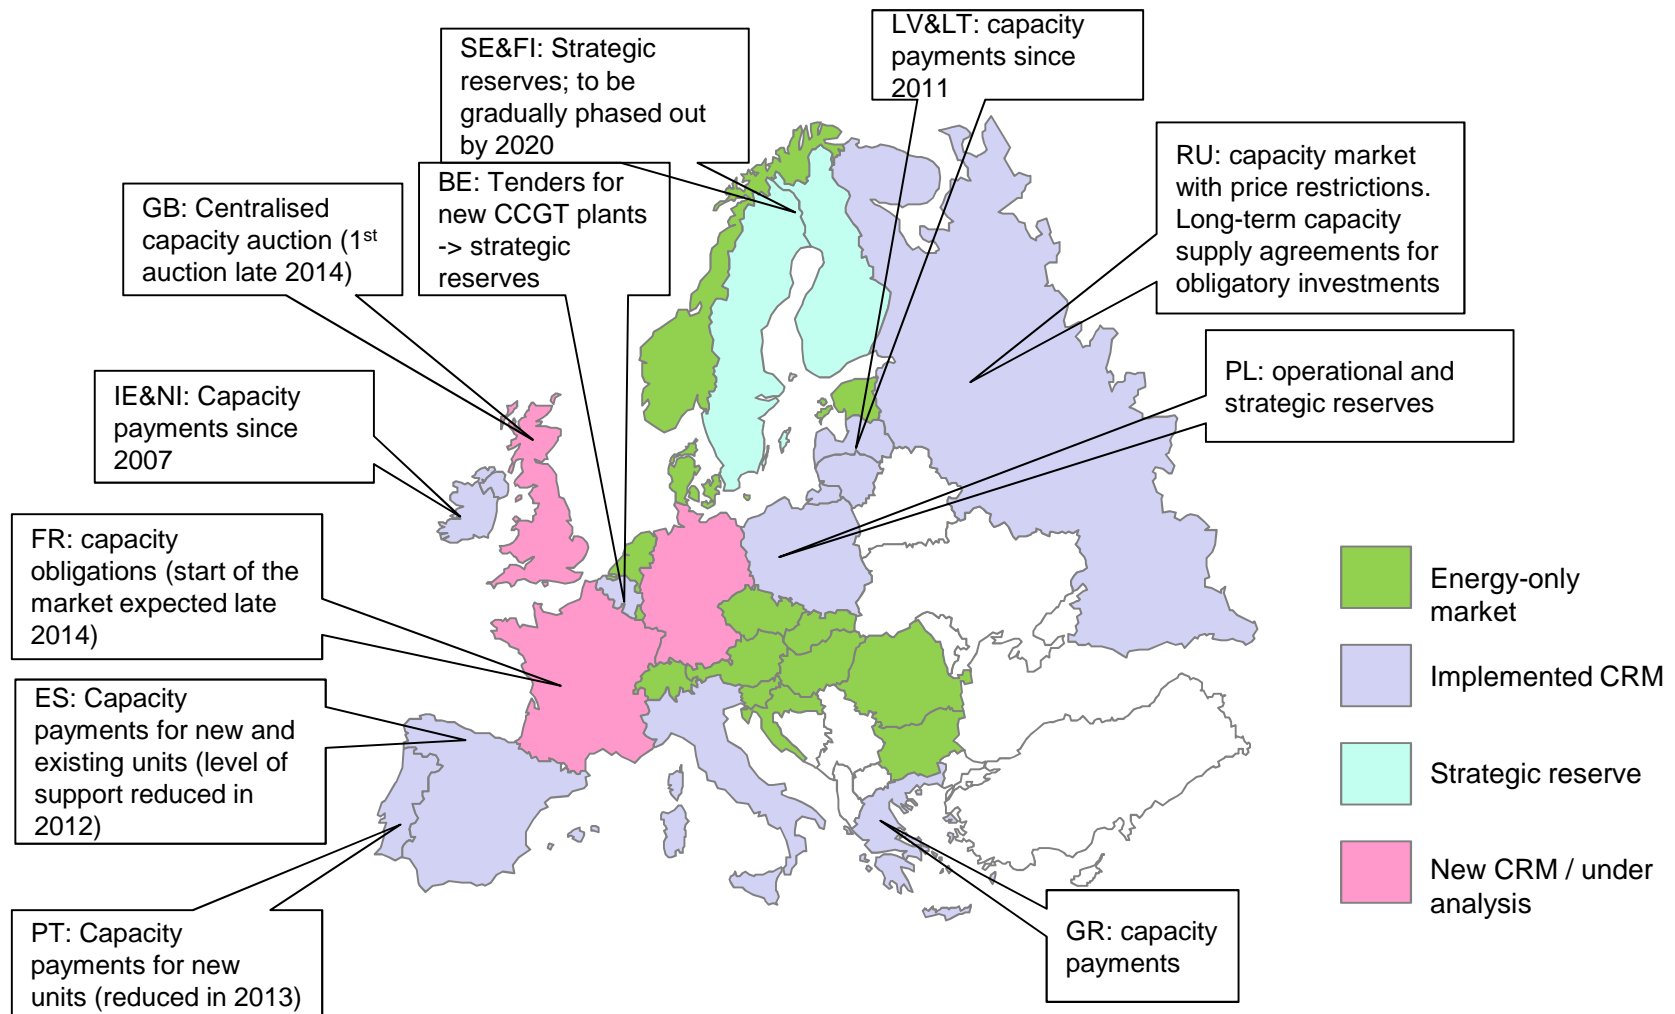 SE&FI: Strategic
reserves; to be
gradually phased out
by 2020
LV&LT: capacity
payments since
2011
RU: capacity market
with price restrictions.
Long-term capacity
supply agreements for
obligatory investments
BE: Tenders for
new CCGT plants
-> strategic
reserves
GB: Centralised
capacity auction (1st
auction late 2014)
PL: operational and
strategic reserves
IE&NI: Capacity
payments since
2007
FR: capacity
obligations (start of the
market expected late
2014)
ES: Capacity
payments for new and
existing units (level of
support reduced in
2012)
PT: Capacity
payments for new
units (reduced in 2013)
GR: capacity
payments
Energy-only
market
Implemented CRM
Strategic reserve
New CRM / under
analysis